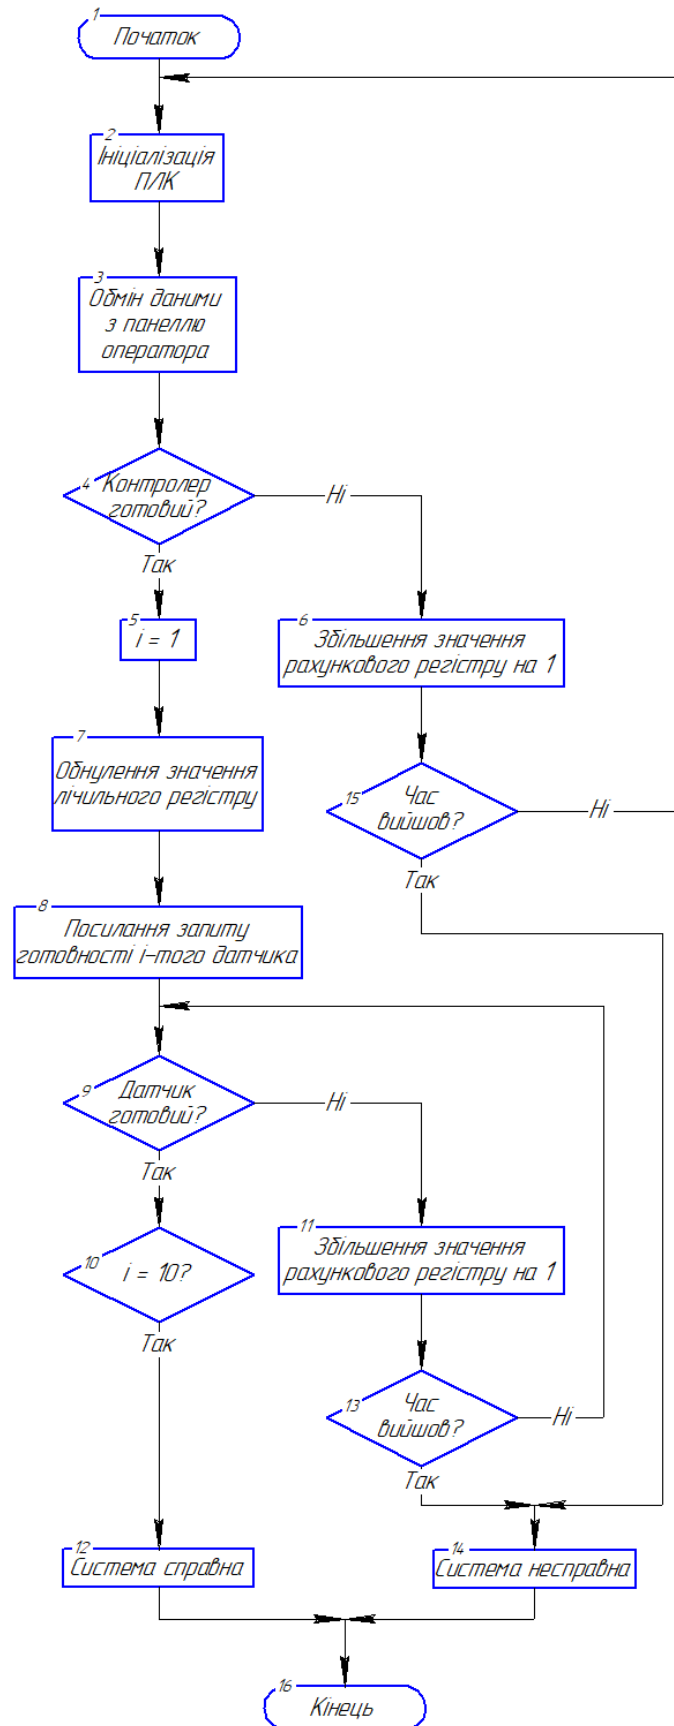 1
Початок
2
Ініціалізація
ПЛК
3
Обмін даними
з панеллю
оператора
4 Контролер
готовий?
Ні
Так
5
i = 1
6
Збільшення значення
рахункового регістру на 1
7
Обнулення значення
лічильного регістру
15 Час
вийшов?
Ні
Так
8
Посилання запиту
готовності і-того датчика
9 Датчик
готовий?
Ні
Так
10 i = 10?
Так
11
Збільшення значення
рахункового регістру на 1
13 Час
вийшов?
Ні
Так
12
Система справна
14
Система несправна
16
Кінець